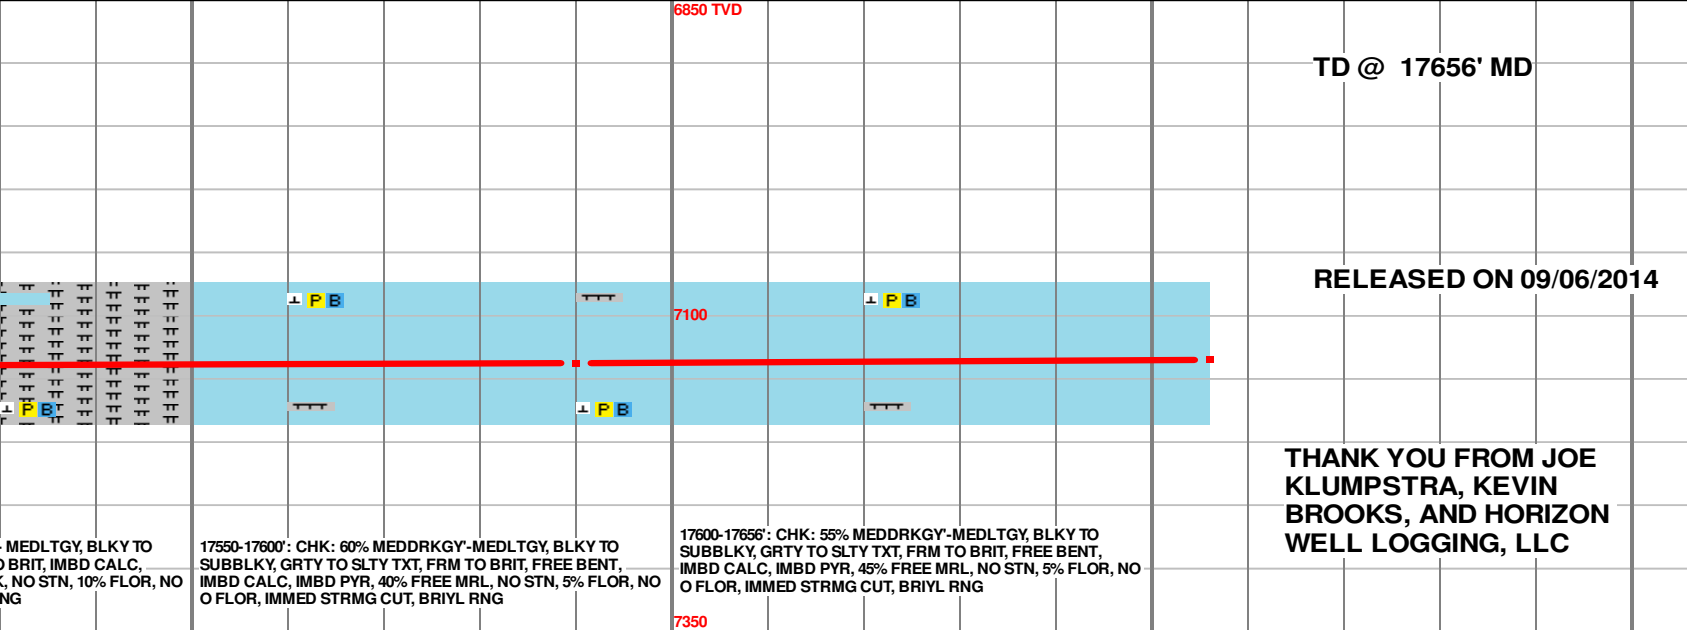 6850 TVD
TD @ 17656' MD
RELEASED ON 09/06/2014
P B
P B
7100
P B
P B
THANK YOU FROM JOE
KLUMPSTRA, KEVIN
BROOKS, AND HORIZON
WELL LOGGING, LLC
- MEDLTGY, BLKY TO
O BRIT, IMBD CALC,
, NO STN, 10% FLOR, NO
NG
17550-17600': CHK: 60% MEDDRKGY'-MEDLTGY, BLKY TO
SUBBLKY, GRTY TO SLTY TXT, FRM TO BRIT, FREE BENT,
IMBD CALC, IMBD PYR, 40% FREE MRL, NO STN, 5% FLOR, NO
O FLOR, IMMED STRMG CUT, BRIYL RNG
17600-17656': CHK: 55% MEDDRKGY'-MEDLTGY, BLKY TO
SUBBLKY, GRTY TO SLTY TXT, FRM TO BRIT, FREE BENT,
IMBD CALC, IMBD PYR, 45% FREE MRL, NO STN, 5% FLOR, NO
O FLOR, IMMED STRMG CUT, BRIYL RNG
7350